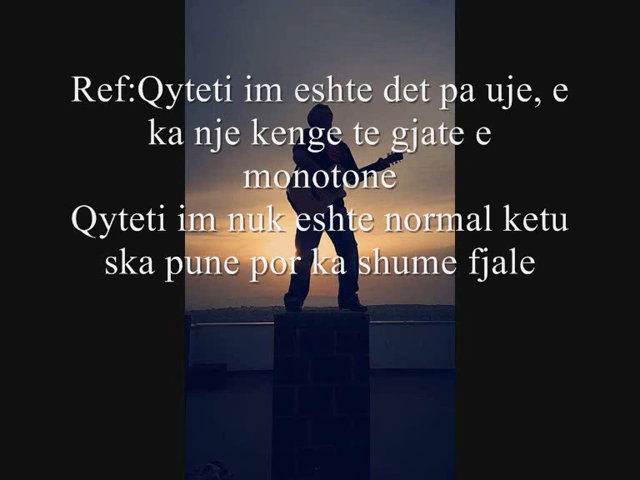 Ref:Qyteti im eshte det pa uje, e
ka nje kenge te gjate e
monotone
Qyteti im nuk eshte normal ketu
ska pune por ka shume fjale